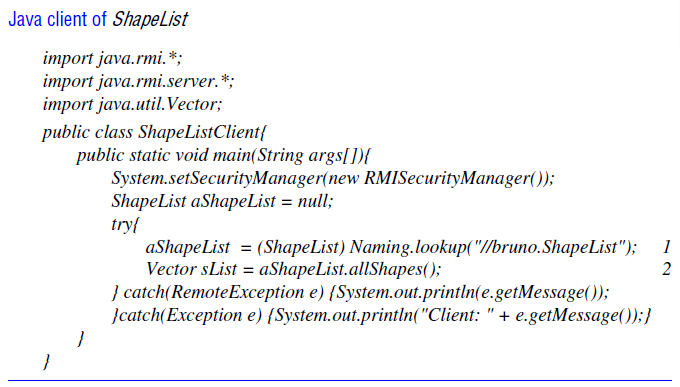 Java client of ShapeList
import java.rmi.*;
import java.rmi.server.*;
import java.util.Vector;
public class ShapeListClient{
public static void main(String args[]){
System.setSecurityManager(new RMISecurityManager());
ShapeList aShapeList = null;
try{
aShapeList = (ShapeList) Naming.lookup("//bruno.ShapeList"); 1
Vector sList = aShapeList.allShapes(); 2
} catch(RemoteException e) {System.out.println(e.getMessage());
}catch(Exception e) {System.out.println("Client: " + e.getMessage());}
}
}